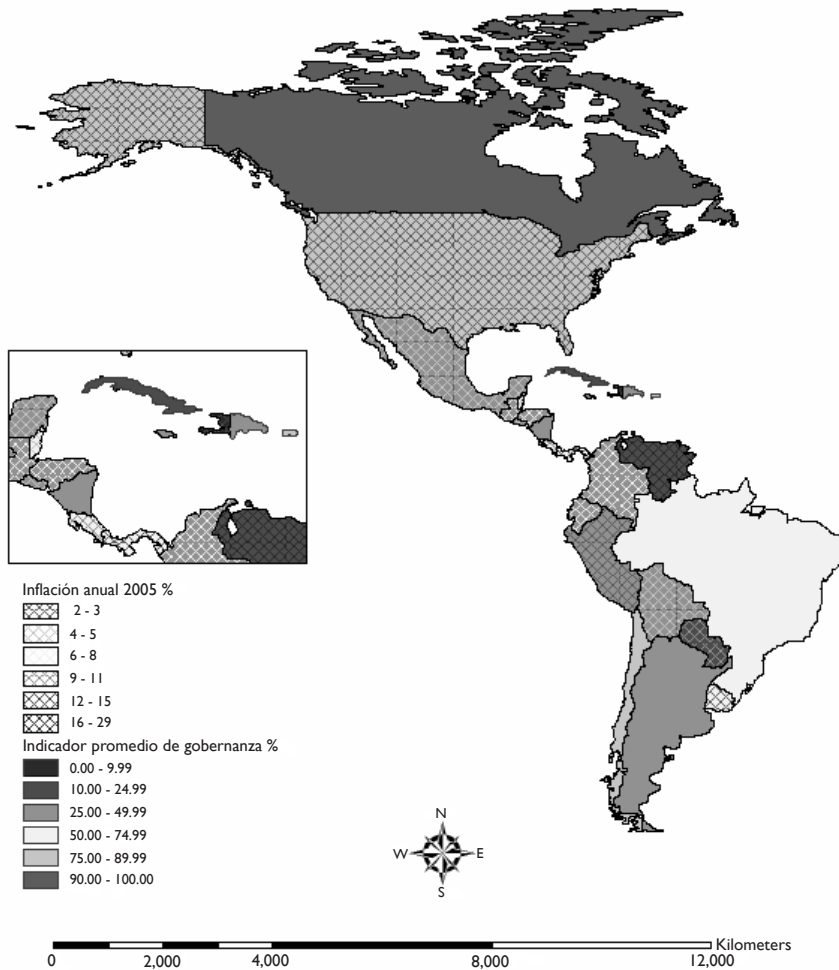 Inflación anual 2005 %
2 - 3
4 - 5
6 - 8
9 - 11
12 - 15
16 - 29
Indicador promedio de gobernanza %
0.00 - 9.99
10.00 - 24.99
25.00 - 49.99
50.00 - 74.99
75.00 - 89.99
90.00 - 100.00
N
W E
S
Kilometers
0 2,000 4,000 8,000 12,000